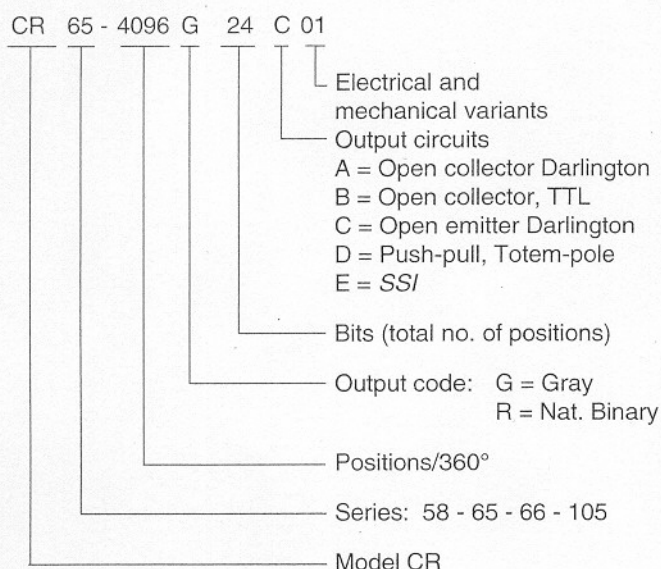 CR 65 - 4096 G 24 C 01
Electrical and
mechanical variants
Output circuits
A = Open collector Darlington
B = Open collector, TTL
C = Open emitter Darlington
D = Push-pull, Totem-pole
E = SSI
Bits (total no. of positions)
Output code: G = Gray
R = Nat. Binary
Positions/360°
Series: 58 - 65 - 66 - 105
Model CR